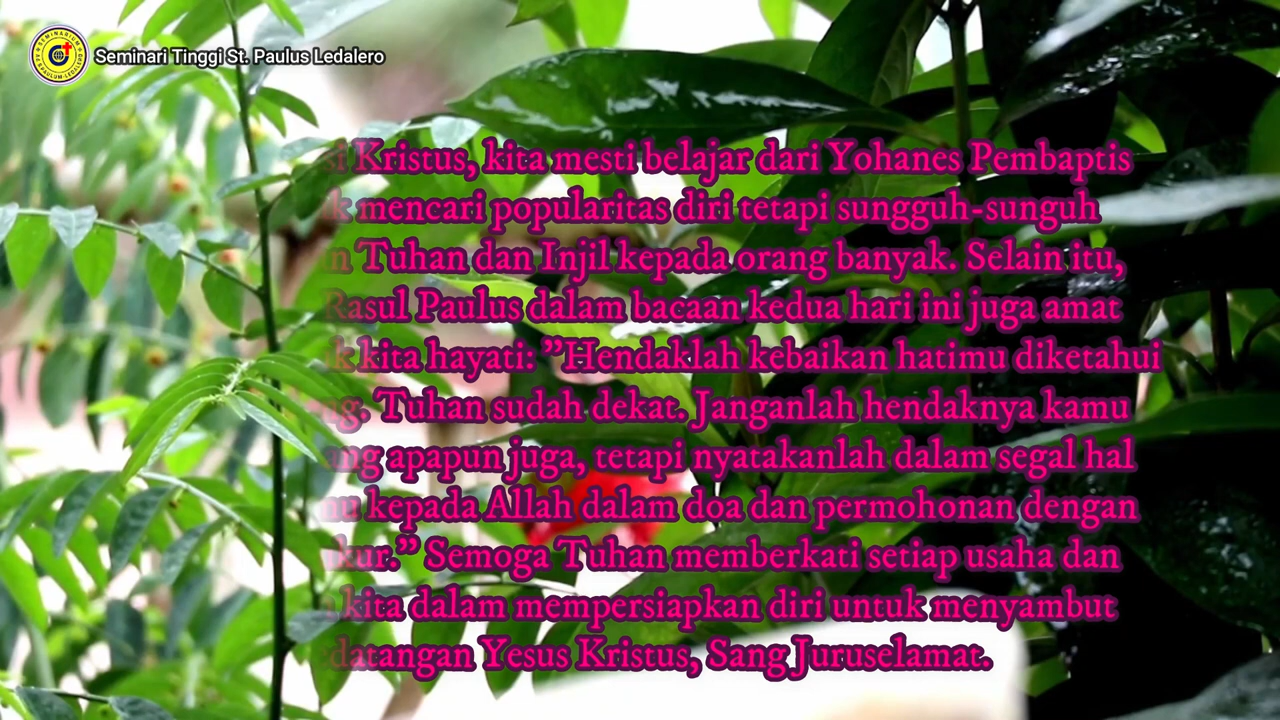 Seminari Tinggi St. Paulus Ledalero
Kristus, kita mesti belajar dari Yohanes Pembaptis
mencari popularitas diri tetapi sungguh-sunguh
Tuhan dan Injil kepada orang banyak. Selain itu,
Rasul Paulus dalam bacaan kedua hari ini juga amat
kita hayati: ”Hendaklah kebaikan hatimu diketahui
Tuhan sudah dekat. Janganlah hendaknya kamu
apapun juga, tetapi nyatakanlah dalam segal hal
kepada Allah dalam doa dan permohonan dengan
kur.” Semoga Tuhan memberkati setiap usaha dan
kita dalam mempersiapkan diri untuk menyambut
datangan Yesus Kristus, Sang Juruselamat.